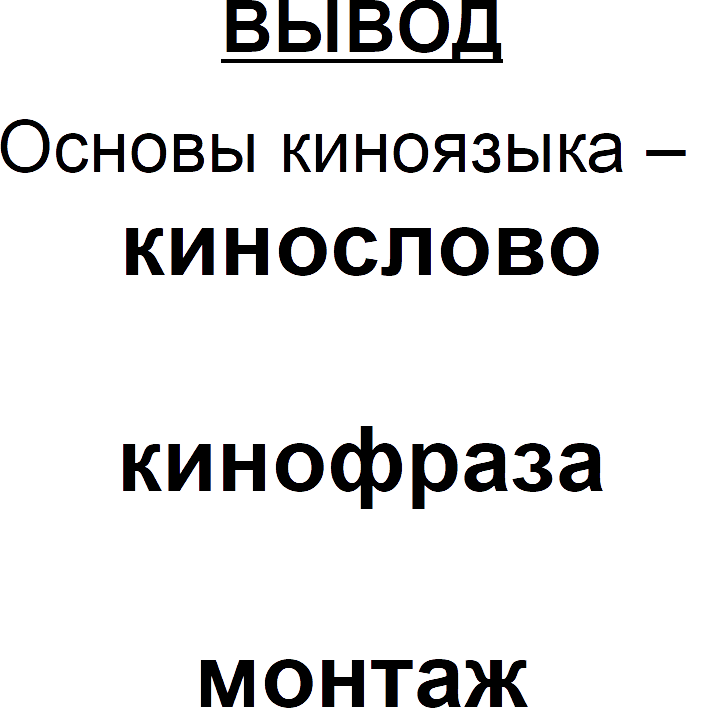 ВЫВОД
Основы киноязыка –
кинослово
кинофраза
монтаж